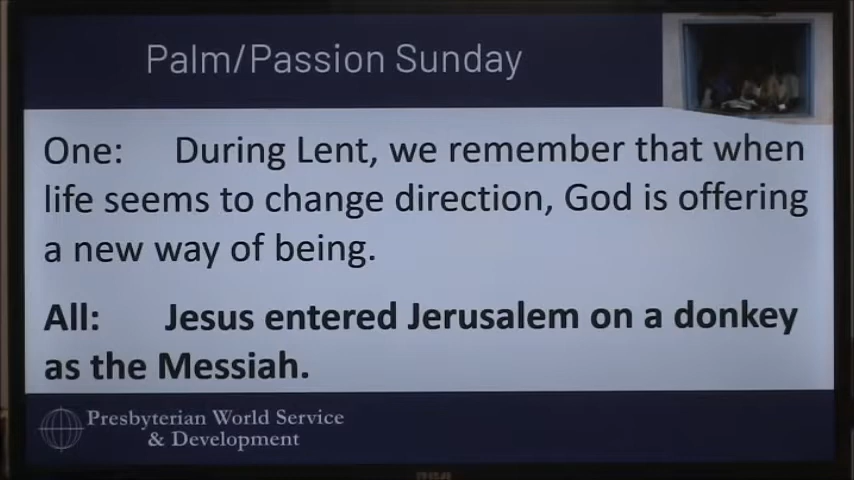 Palm/Passion Sunday
One: During Lent, we remember that when
life seems to change direction, God is offering
a new way of being.
All: Jesus entered Jerusalem on a donkey
as the Messiah.
Presbyterian World Service
& Development